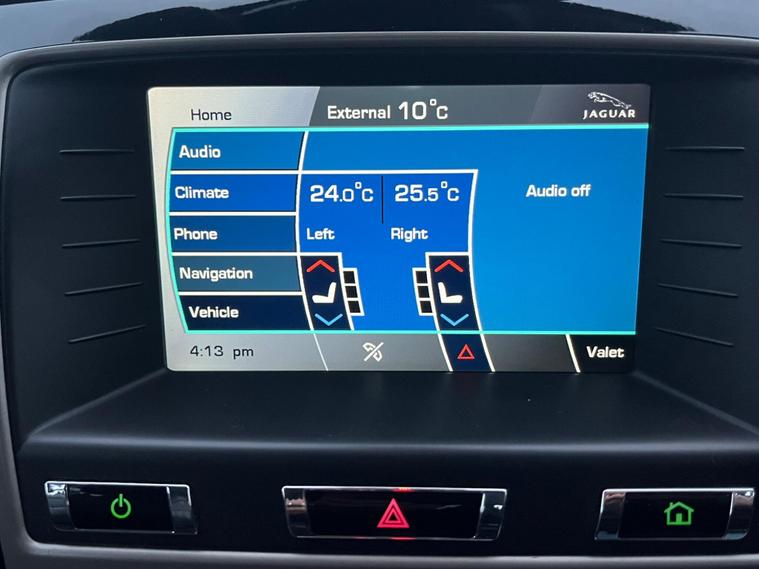 Home
External 10°C
JAGUAR
Audio
Climate
24.0°C
25.5°C
Audio off
Phone
Left
Right
Navigation
Vehicle
4:13 pm
Valet